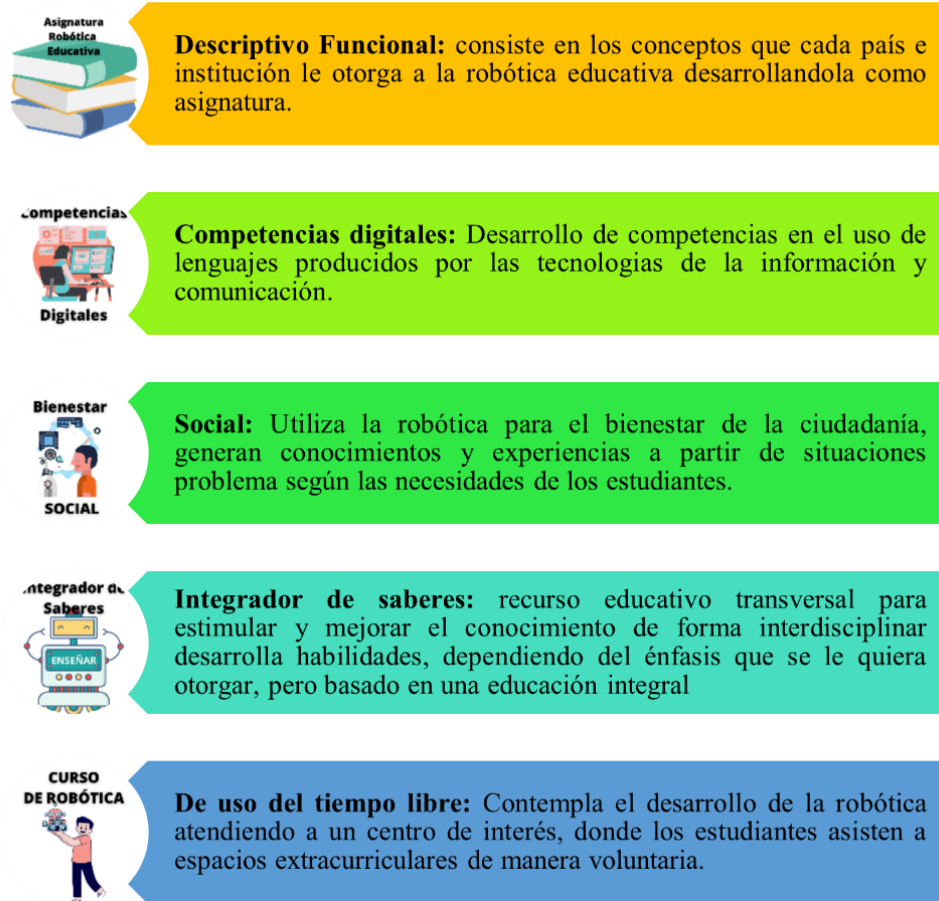 Asignatura
Robótica
Educativa
Descriptivo Funcional: consiste en los conceptos que cada país e
institución le otorga a la robótica educativa desarrollandola como
asignatura.
Competencias
Digitales
Competencias digitales: Desarrollo de competencias en el uso de
lenguajes producidos por las tecnologias de la información y
comunicación.
Bienestar
SOCIAL
Social: Utiliza la robótica para el bienestar de la ciudadanía,
generan conocimientos y experiencias a partir de situaciones
problema según las necesidades de los estudiantes.
Integrador de
Saberes
ENSEÑAR
Integrador de saberes: recurso educativo transversal para
estimular y mejorar el conocimiento de forma interdisciplinar
desarrolla habilidades, dependiendo del énfasis que se le quiera
otorgar, pero basado en una educación integral
CURSO
DE ROBÓTICA
De uso del tiempo libre: Contempla el desarrollo de la robótica
atendiendo a un centro de interés, donde los estudiantes asisten a
espacios extracurriculares de manera voluntaria.